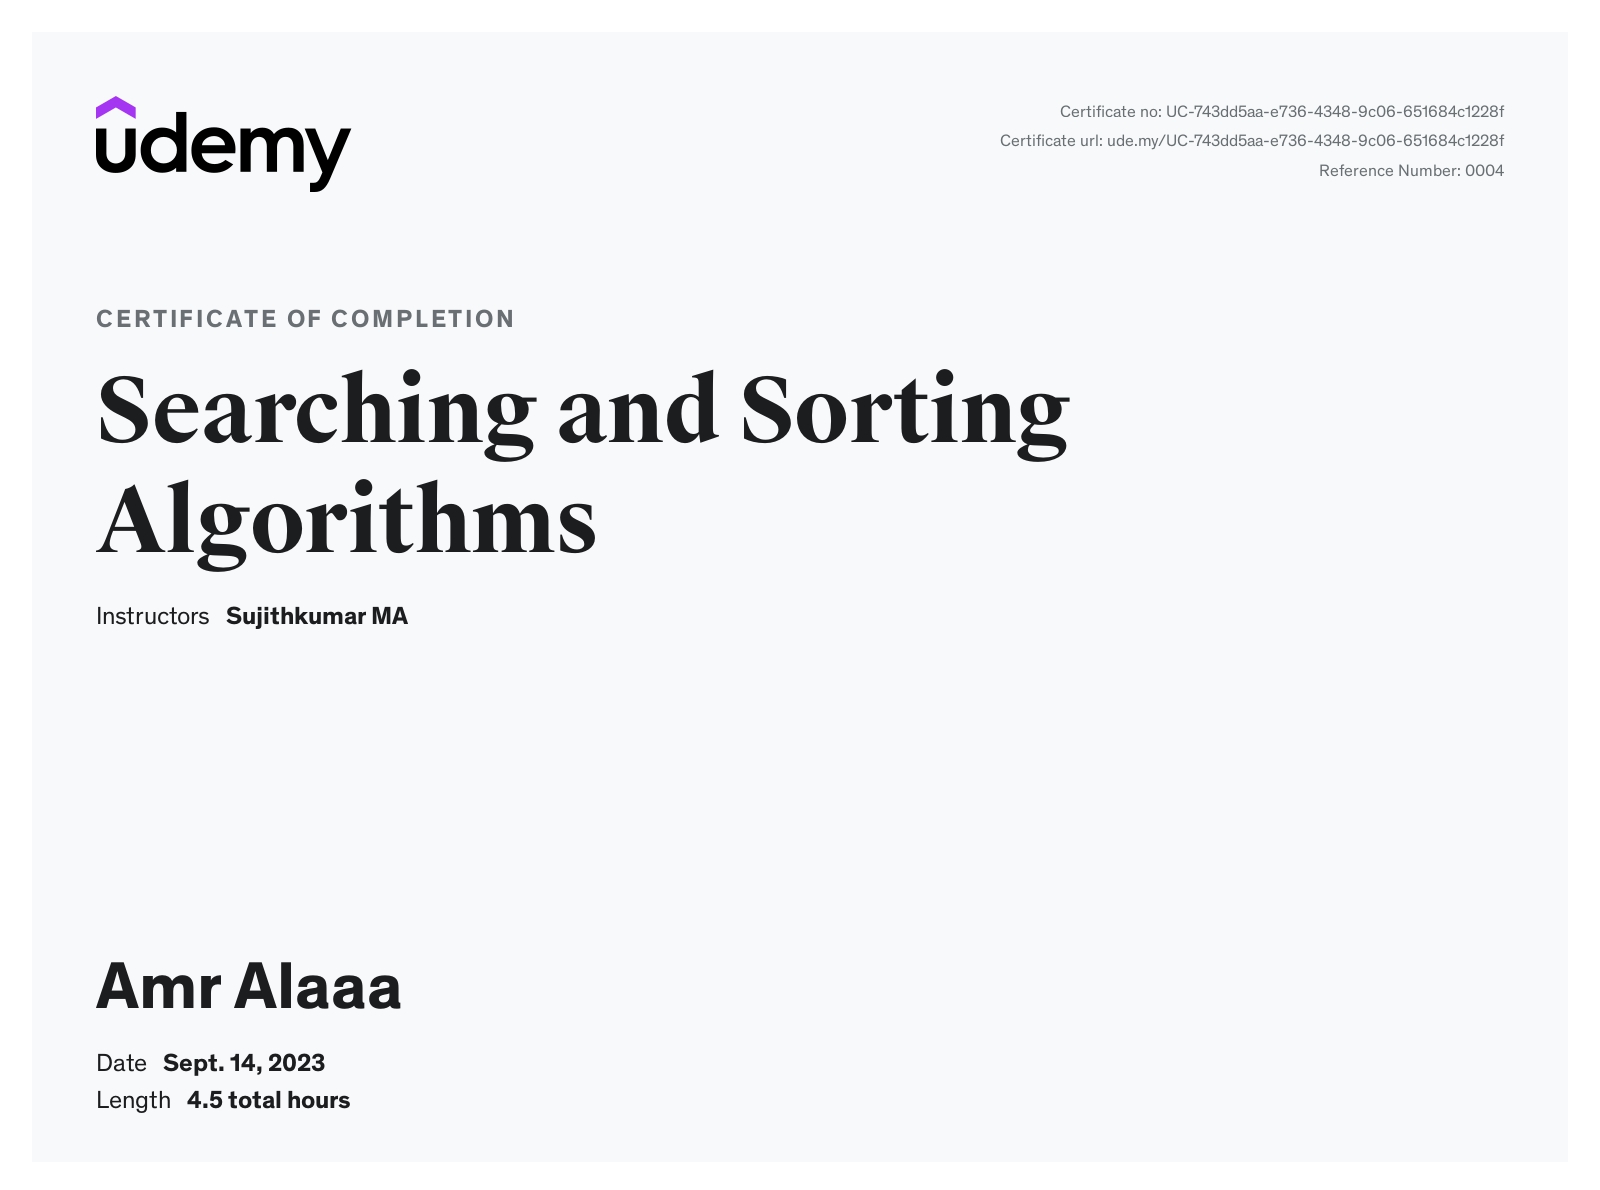 udemy
Certificate no: UC-743dd5aa-e736-4348-9c06-651684c1228f
Certificate url: ude.my/UC-743dd5aa-e736-4348-9c06-651684c1228f
Reference Number: 0004
CERTIFICATE OF COMPLETION
Searching and Sorting
Algorithms
Instructors Sujithkumar MA
Amr Alaaa
Date Sept. 14, 2023
Length 4.5 total hours